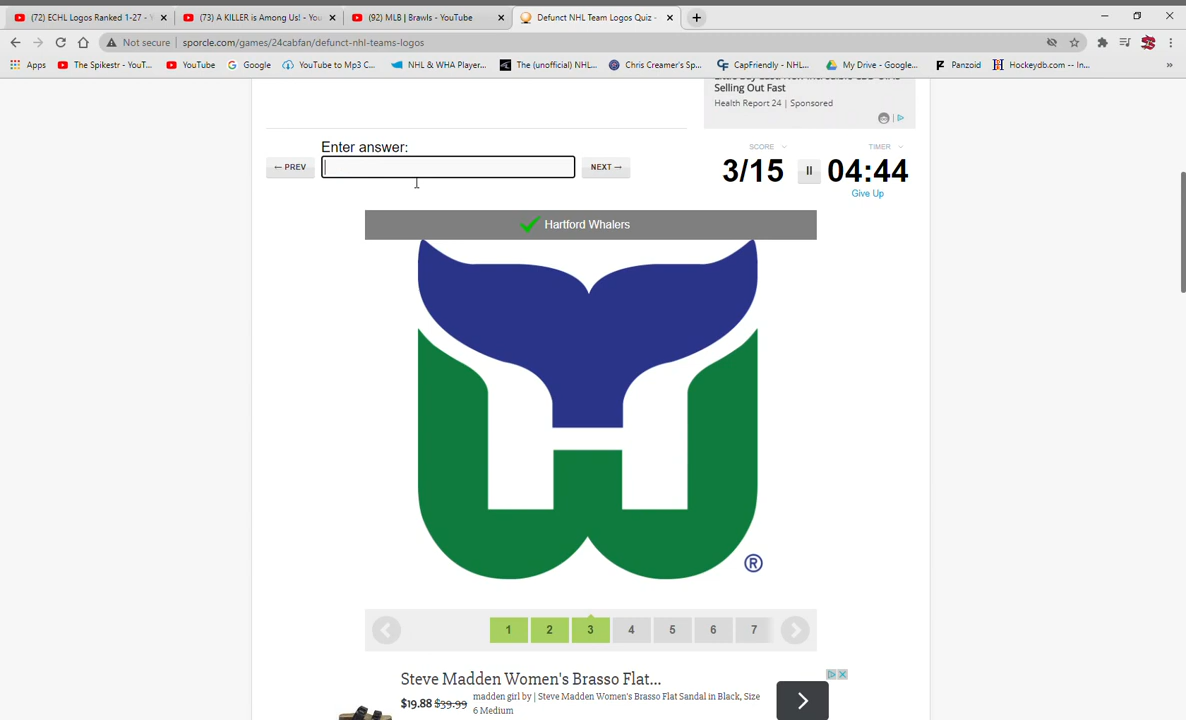 (72) ECHL Logos Ranked 1-27 - Y
(73) A KILLER is Among Us! - You
(92) MLB | Brawls - YouTube
Defunct NHL Team Logos Quiz -
Not secure | sporcle.com/games/24cabfan/defunct-nhl-teams-logos
Apps
The Spikestr - YouT...
YouTube
Google
YouTube to Mp3 C...
NHL & WHA Player...
The (unofficial) NHL...
Chris Creamer's Sp...
CapFriendly - NHL...
My Drive - Google...
Panzoid
Hockeydb.com -- In...
»
Selling Out Fast
Health Report 24 | Sponsored
Enter answer:
← PREV
NEXT →
SCORE
TIMER
3/15
04:44
Give Up
Hartford Whalers
®
1 2 3 4 5 6 7
Steve Madden Women's Brasso Flat...
$19.88 $39.99
madden girl by | Steve Madden Women's Brasso Flat Sandal in Black, Size
6 Medium